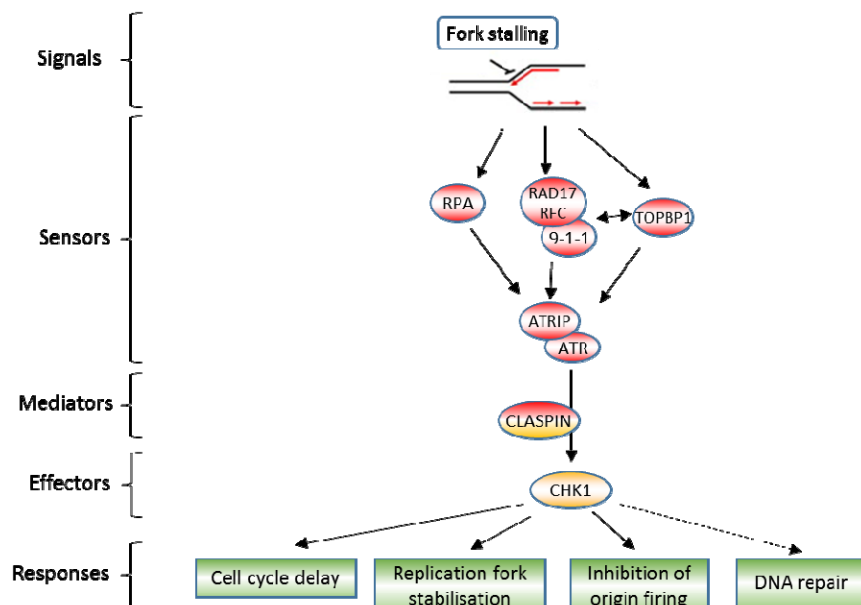 Fork stalling
Signals
RPA
RAD17
RFC
9-1-1
TOPBP1
Sensors
ATRIP
ATR
Mediators
CLASPIN
Effectors
CHK1
Responses
Cell cycle delay
Replication fork
stabilisation
Inhibition of
origin firing
DNA repair